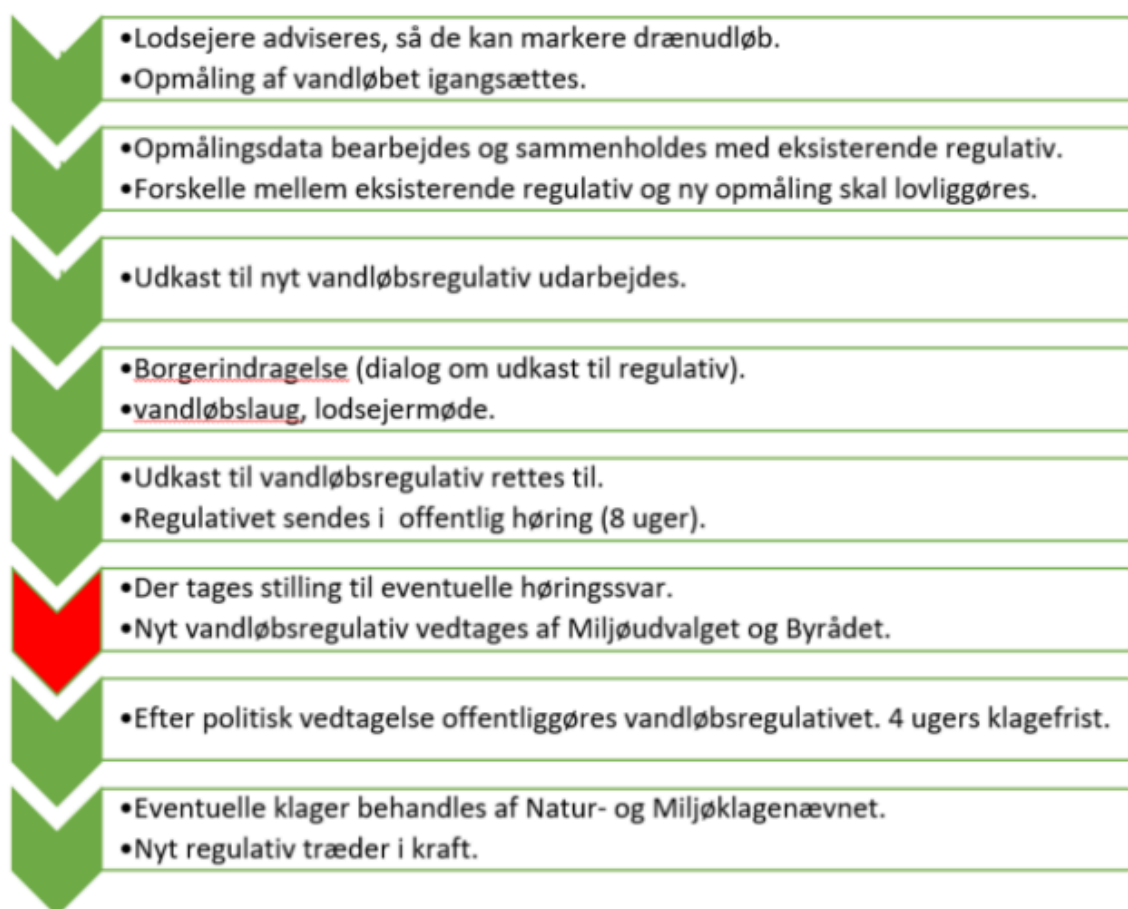 •Lodsejere adviseres, så de kan markere drænudløb.
•Opmåling af vandløbet igangsættes.
•Opmålingsdata bearbejdes og sammenholdes med eksisterende regulativ.
•Forskelle mellem eksisterende regulativ og ny opmåling skal lovliggøres.
•Udkast til nyt vandløbsregulativ udarbejdes.
•Borgerindragelse (dialog om udkast til regulativ).
•vandløbslaug, lodsejermøde.
•Udkast til vandløbsregulativ rettes til.
•Regulativet sendes i  offentlig høring (8 uger).
•Der tages stilling til eventuelle høringssvar.
•Nyt vandløbsregulativ vedtages af Miljøudvalget og Byrådet.
•Efter politisk vedtagelse offentliggøres vandløbsregulativet. 4 ugers klagefrist.
•Eventuelle klager behandles af Natur- og Miljøklagenævnet.
•Nyt regulativ træder i kraft.